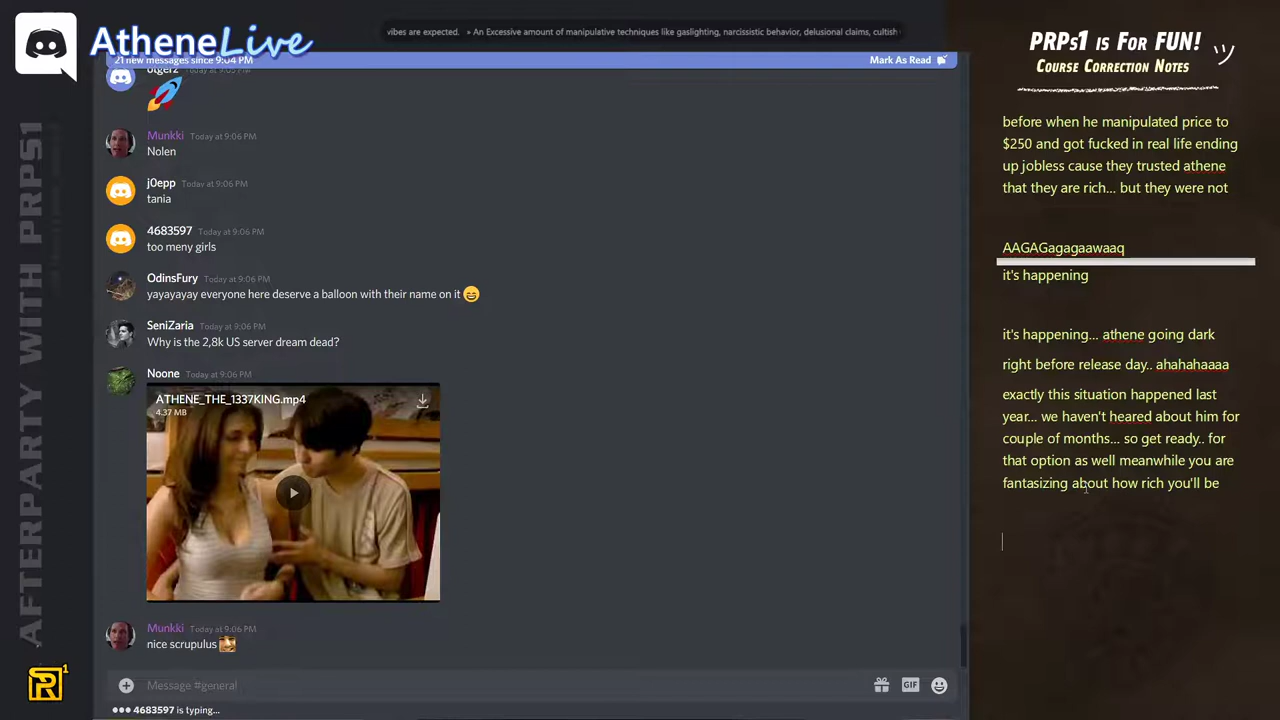 AtheneLive
vibes are expected. » An Excessive amount of manipulative techniques like gaslighting, narcissistic behavior, delusional claims, cultish
21 new messages since 9:04 PM
Mark As Read
Today at 9:05 PM
Munkki Today at 9:06 PM
Nolen
j0epp Today at 9:06 PM
tania
4683597 Today at 9:06 PM
too meny girls
OdinsFury Today at 9:06 PM
yayayayay everyone here deserve a balloon with their name on it
SeniZaria Today at 9:06 PM
Why is the 2,8k US server dream dead?
Noone Today at 9:06 PM
ATHENE_THE_1337KING.mp4
4.37 MB
Munkki Today at 9:06 PM
nice scrupulus
Message #general
GIF
4683597 is typing...
AFTERPARTY WITH PRPS1
R1
PRPs1 is For FUN!
Course Correction Notes
before when he manipulated price to
$250 and got fucked in real life ending
up jobless cause they trusted athene
that they are rich... but they were not
AAGAGagagaawaaq
it's happening
it's happening... athene going dark
right before release day.. ahahahaaaa
exactly this situation happened last
year... we haven't heared about him for
couple of months... so get ready.. for
that option as well meanwhile you are
fantasizing about how rich you'll be